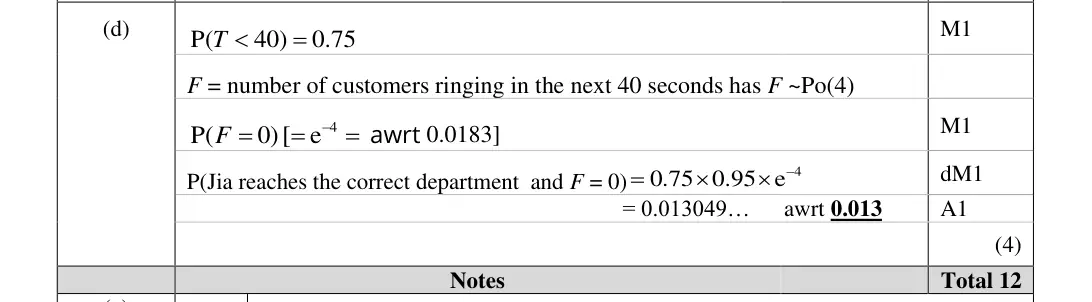 (d) P(T < 40) = 0.75 M1
F = number of customers ringing in the next 40 seconds has F ~Po(4)
P(F = 0) [= e⁻⁴ = awrt 0.0183] M1
P(Jia reaches the correct department and F = 0) = 0.75 × 0.95 × e⁻⁴ dM1
= 0.013049… awrt 0.013 A1
(4)
Notes Total 12